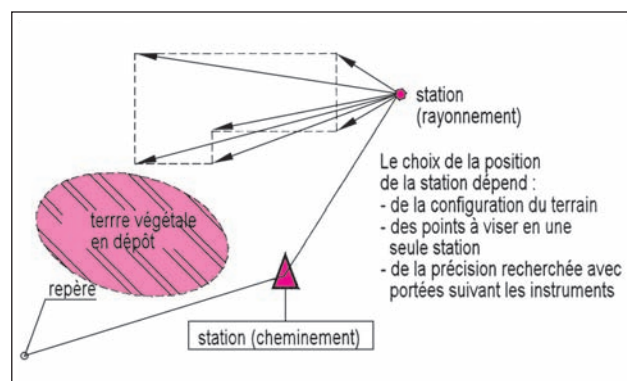 station
(rayonnement)
Le choix de la position
de la station dépend :
- de la configuration du terrain
- des points à viser en une
seule station
- de la précision recherchée avec
portées suivant les instruments
terrre végétale
en dépôt
repère
station (cheminement)